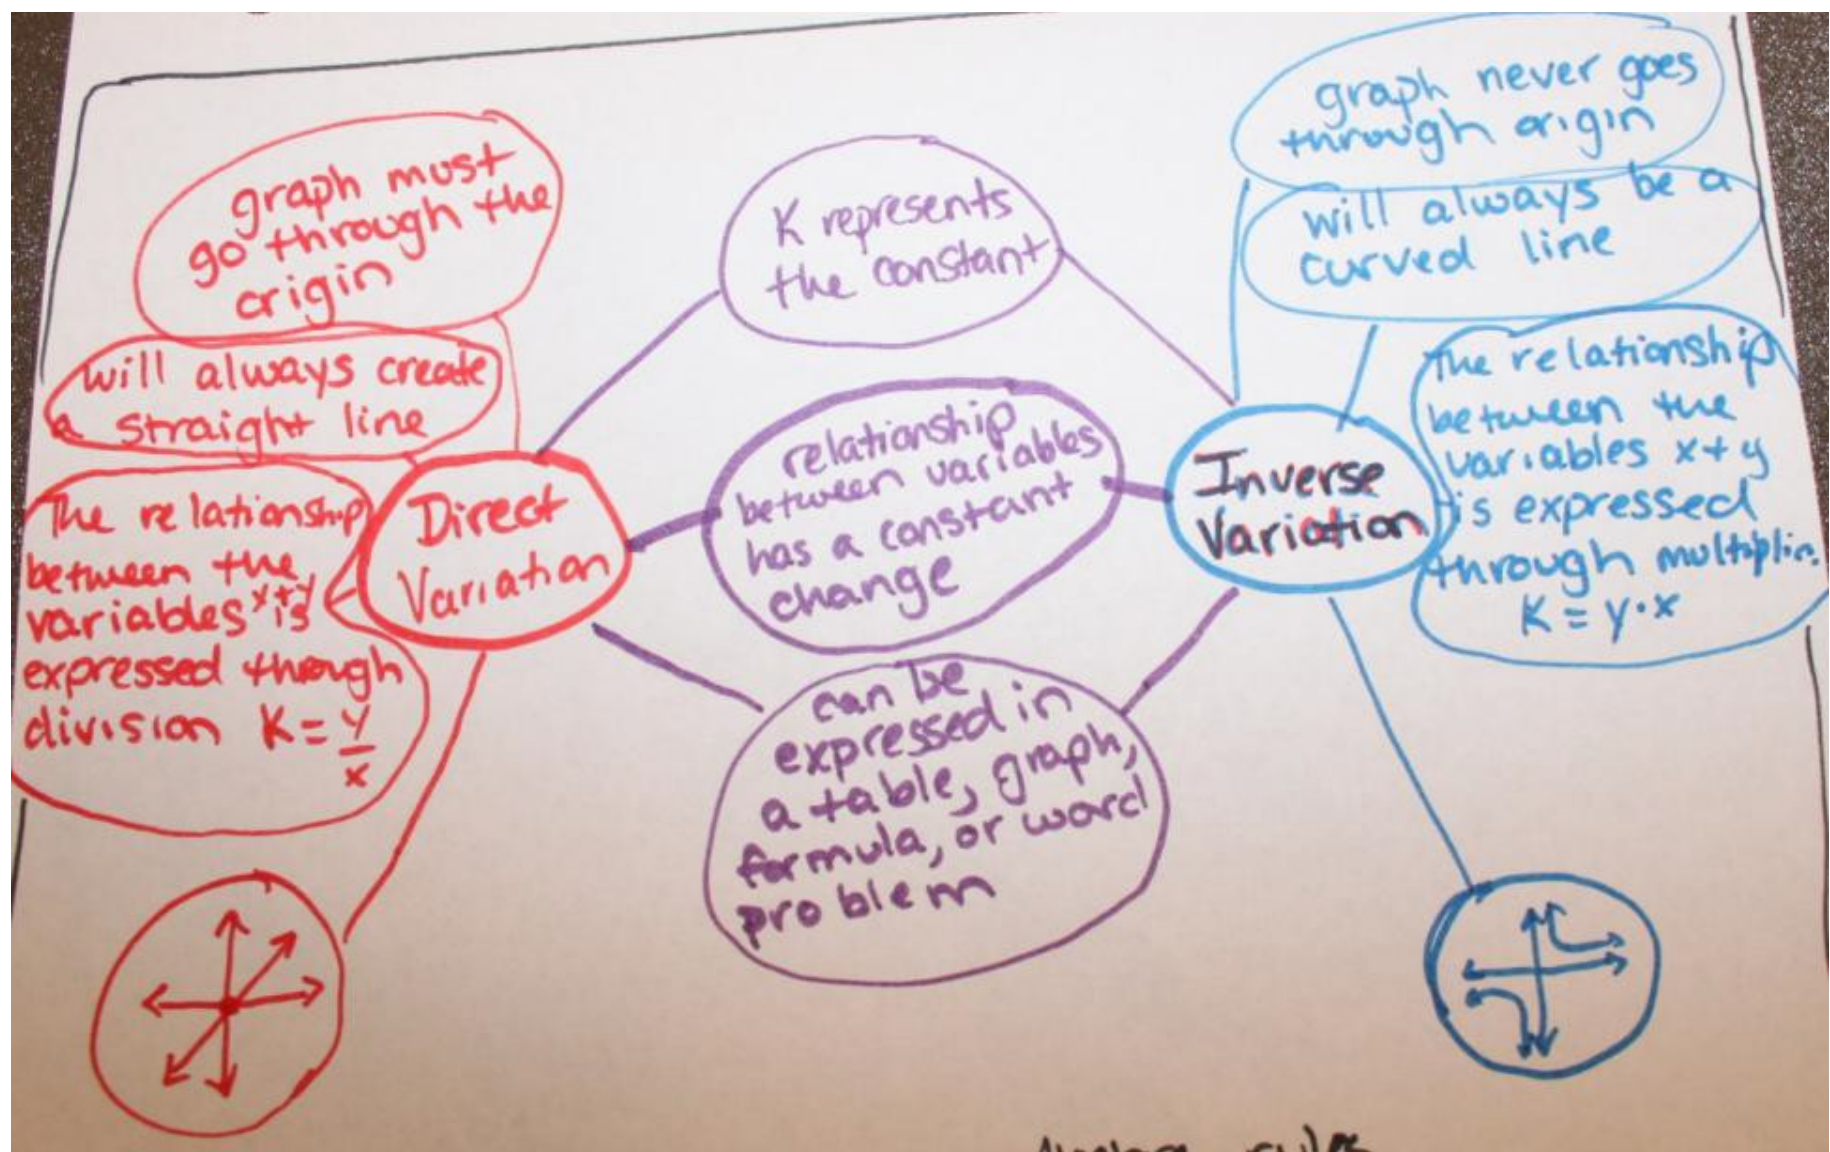 graph must
go through the
origin
will always create
a straight line
The relationship
between the
variables x+y is
expressed through
division K = y/x
Direct
Variation
K represents
the constant
relationship
between variables
has a constant
change
can be
expressed in
a table, graph,
formula, or word
problem
graph never goes
through origin
will always be a
curved line
Inverse
Variation
The relationship
between the
variables x+y
is expressed
through multiplic.
K = y·x
rules